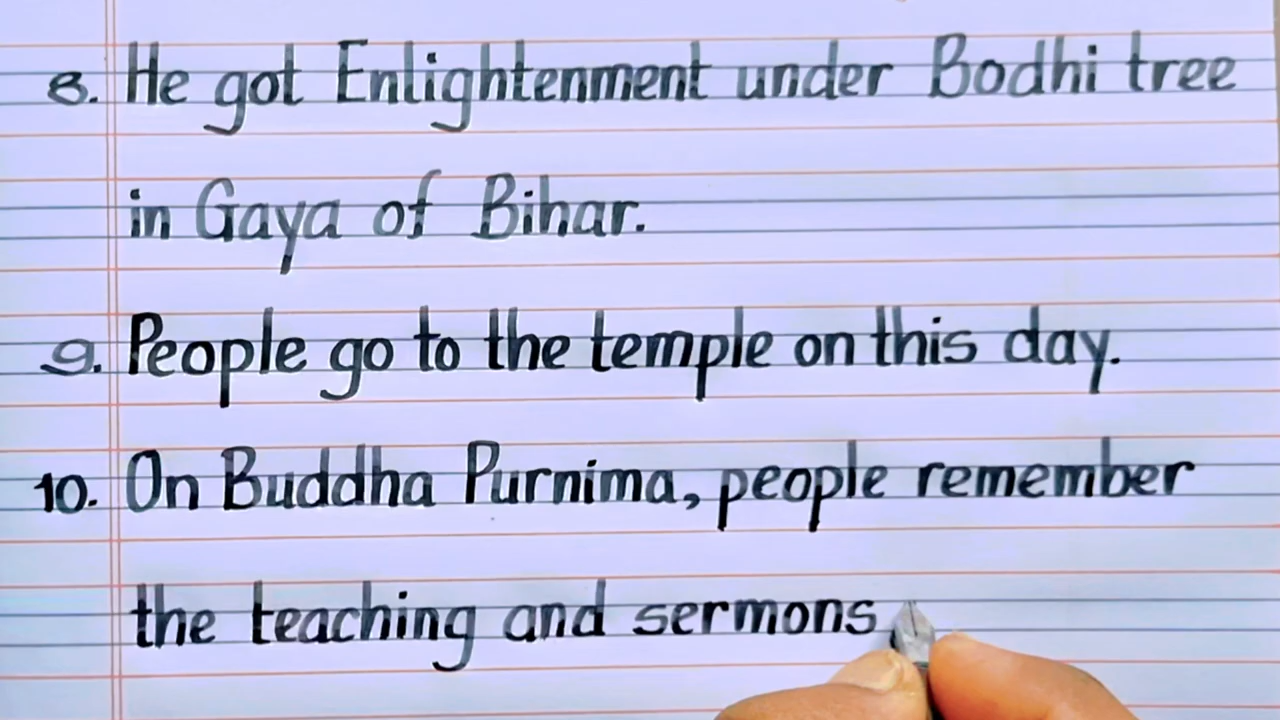 8. He got Enlightenment under Bodhi tree
in Gaya of Bihar.
9. People go to the temple on this day.
10. On Buddha Purnima, people remember
the teaching and sermons